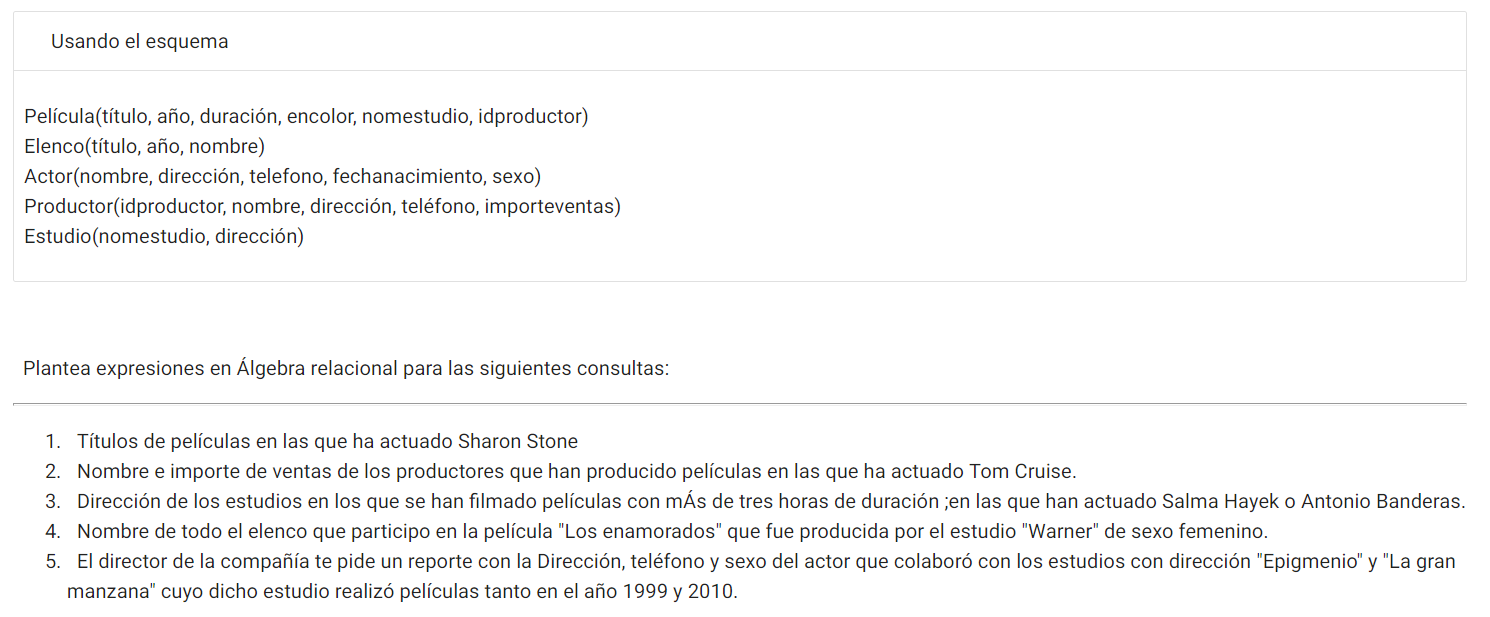 Usando el esquema
Película(título, año, duración, encolor, nomestudio, idproductor)
Elenco(título, año, nombre)
Actor(nombre, dirección, telefono, fechanacimiento, sexo)
Productor(idproductor, nombre, dirección, teléfono, importeventas)
Estudio(nomestudio, dirección)
Plantea expresiones en Álgebra relacional para las siguientes consultas:
1. Títulos de películas en las que ha actuado Sharon Stone
2. Nombre e importe de ventas de los productores que han producido películas en las que ha actuado Tom Cruise.
3. Dirección de los estudios en los que se han filmado películas con mÁs de tres horas de duración ;en las que han actuado Salma Hayek o Antonio Banderas.
4. Nombre de todo el elenco que participo en la película "Los enamorados" que fue producida por el estudio "Warner" de sexo femenino.
5. El director de la compañía te pide un reporte con la Dirección, teléfono y sexo del actor que colaboró con los estudios con dirección "Epigmenio" y "La gran
manzana" cuyo dicho estudio realizó películas tanto en el año 1999 y 2010.